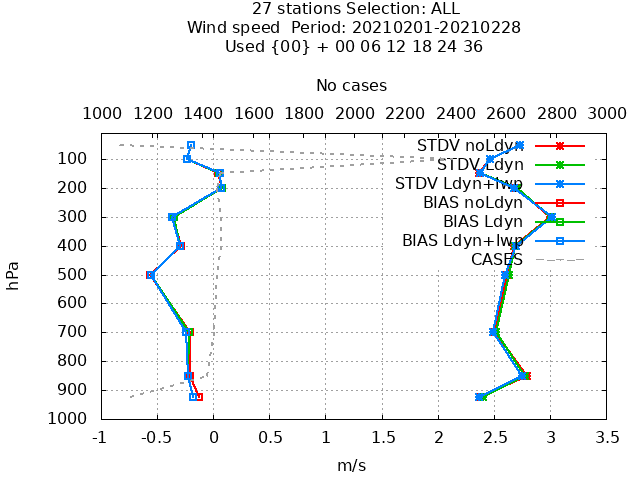 27 stations Selection: ALL
Wind speed  Period: 20210201-20210228
Used {00} + 00 06 12 18 24 36
No cases
1000 1200 1400 1600 1800 2000 2200 2400 2600 2800 3000
STDV noLdyn
STDV Ldyn
STDV Ldyn+lwp
BIAS noLdyn
BIAS Ldyn
BIAS Ldyn+lwp
CASES
100
200
300
400
500
600
700
800
900
1000
hPa
-1 -0.5 0 0.5 1 1.5 2 2.5 3 3.5
m/s